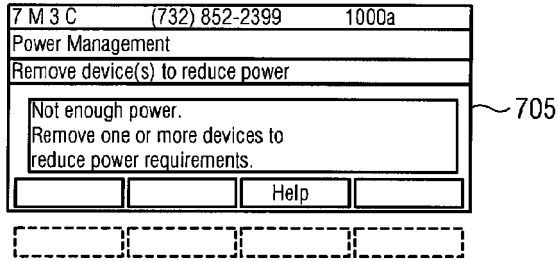 7 M 3 C (732) 852-2399 1000a
Power Management
Remove device(s) to reduce power
Not enough power.
Remove one or more devices to
reduce power requirements.
Help
705